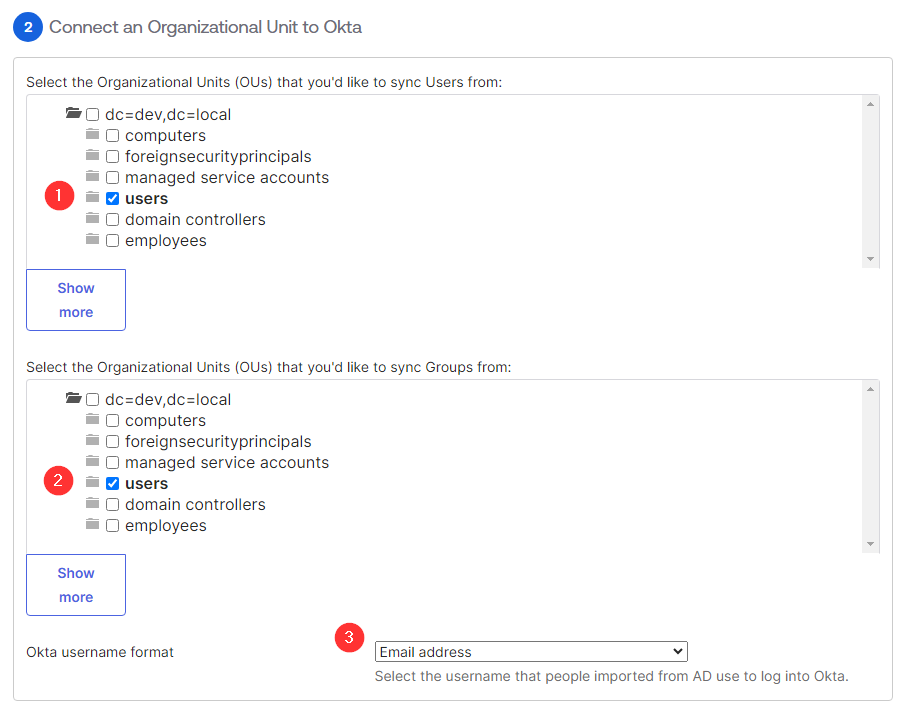 2 Connect an Organizational Unit to Okta
Select the Organizational Units (OUs) that you'd like to sync Users from:
dc=dev,dc=local
computers
foreignsecurityprincipals
managed service accounts
1 users
domain controllers
employees
Show
more
Select the Organizational Units (OUs) that you'd like to sync Groups from:
dc=dev,dc=local
computers
foreignsecurityprincipals
managed service accounts
2 users
domain controllers
employees
Show
more
Okta username format 3 Email address
Select the username that people imported from AD use to log into Okta.